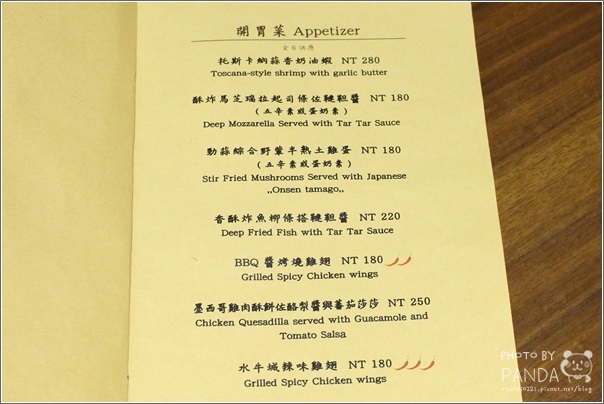 開胃菜 Appetizer
全日供應
托斯卡納蒜香奶油蝦 NT 280
Toscana-style shrimp with garlic butter
酥炸馬芝瑞拉起司條佐韃靼醬 NT 180
(五辛素或蛋奶素)
Deep Mozzarella Served with Tar Tar Sauce
勁蒜綜合野蕈半熟土雞蛋 NT 180
(五辛素或蛋奶素)
Stir Fried Mushrooms Served with Japanese
,,Onsen tamago,,
香酥炸魚柳條搭韃靼醬 NT 220
Deep Fried Fish with Tar Tar Sauce
BBQ 醬烤燒雞翅 NT 180
Grilled Spicy Chicken wings
墨西哥雞肉酥餅佐酪梨醬與蕃茄莎莎 NT 250
Chicken Quesadilla served with Guacamole and
Tomato Salsa
水牛城辣味雞翅 NT 180
Grilled Spicy Chicken wings
PHOTO BY
PANDA